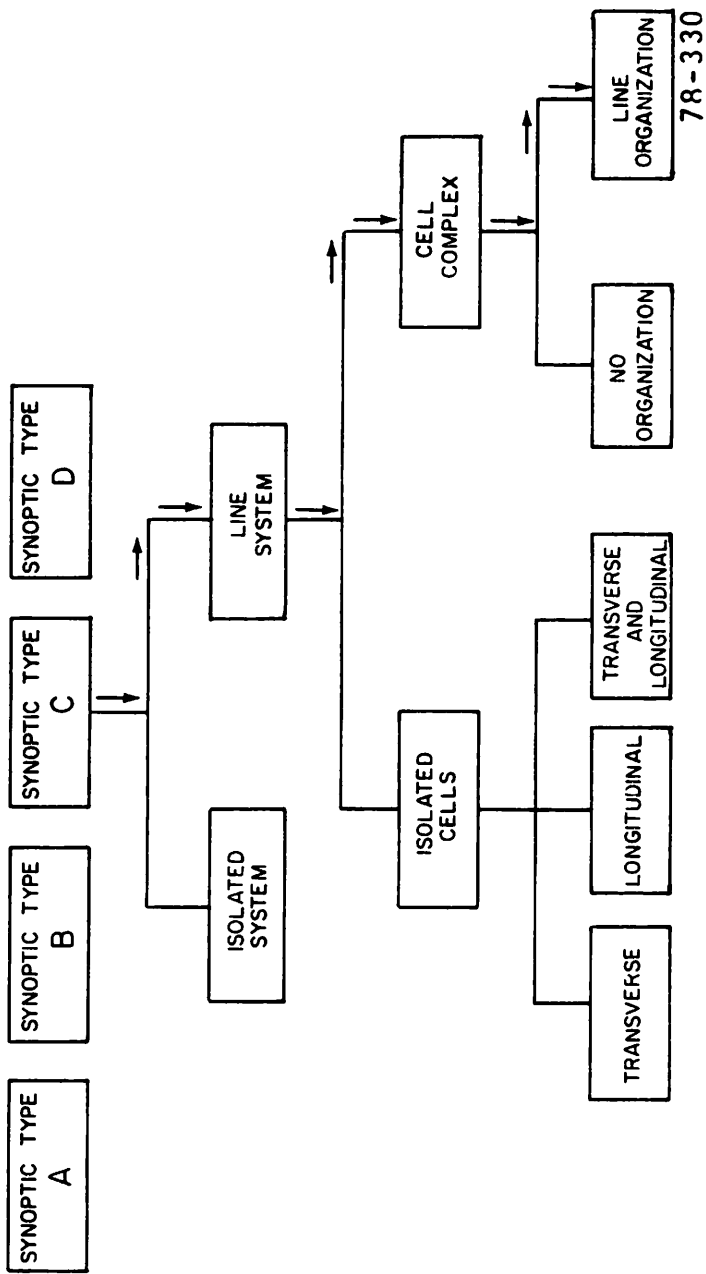 SYNOPTIC TYPE
A
SYNOPTIC TYPE
B
SYNOPTIC TYPE
C
SYNOPTIC TYPE
D
ISOLATED
SYSTEM
LINE
SYSTEM
ISOLATED
CELLS
CELL
COMPLEX
TRANSVERSE
LONGITUDINAL
TRANSVERSE
AND
LONGITUDINAL
NO
ORGANIZATION
LINE
ORGANIZATION
78-330